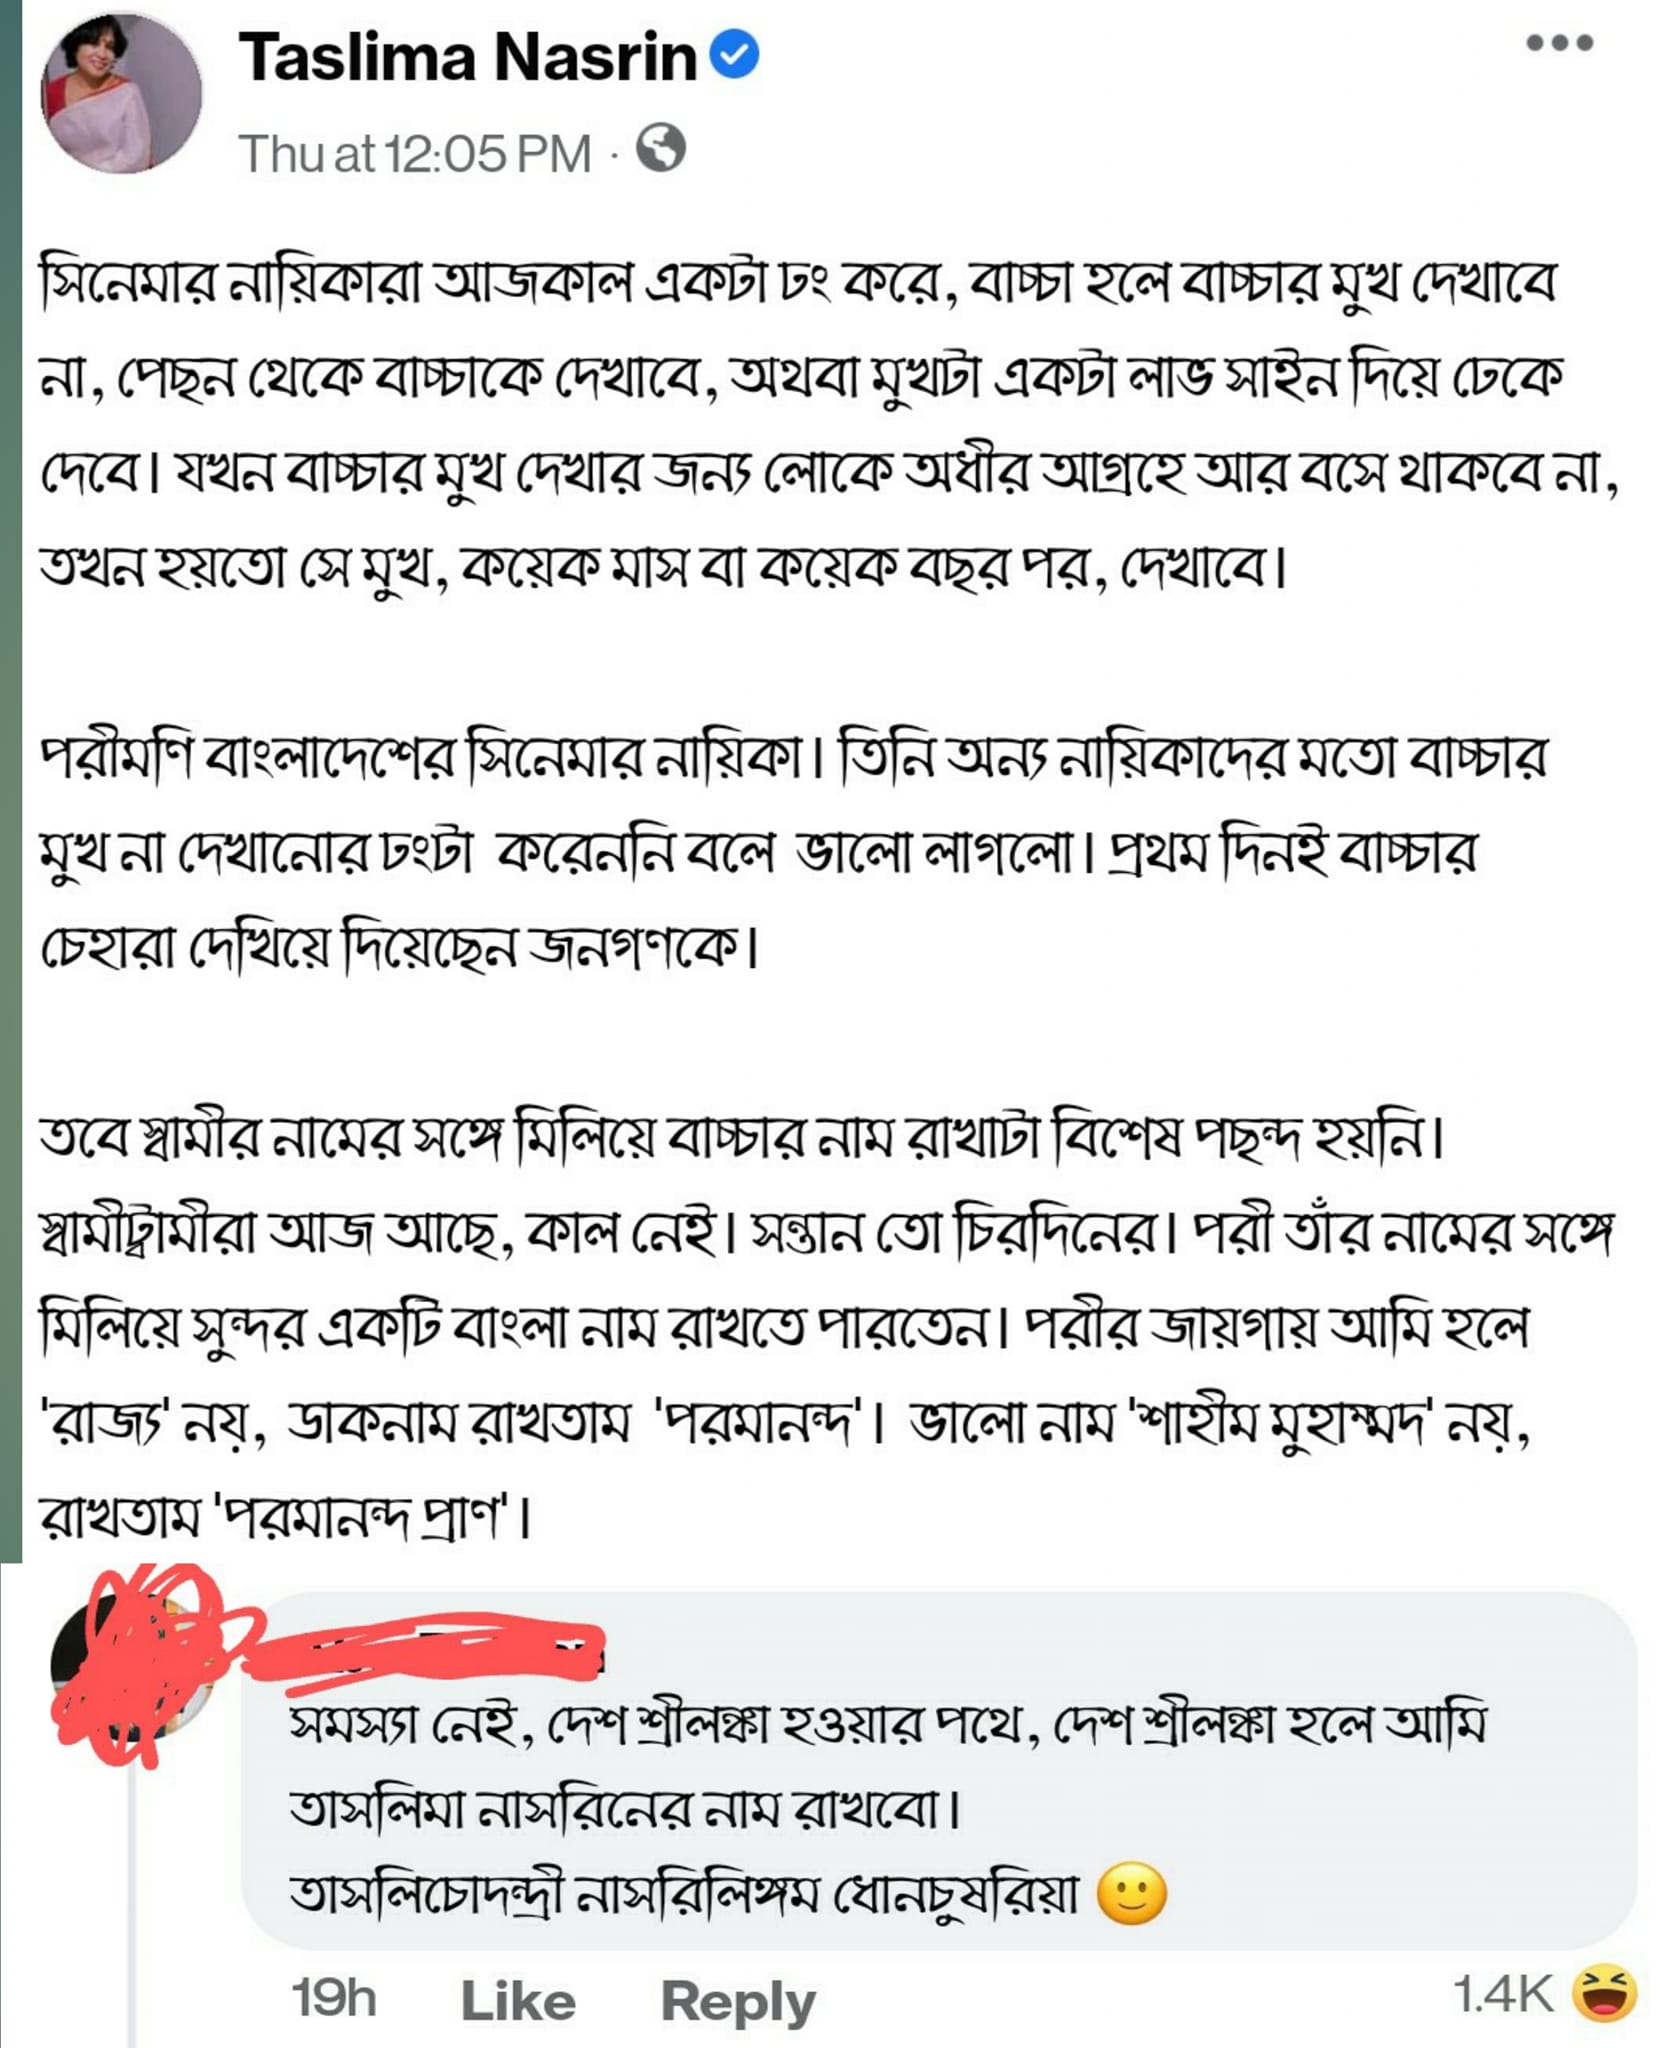 Taslima Nasrin
Thu at 12:05 PM ·
সিনেমার নায়িকারা আজকাল একটা ঢং করে, বাচ্চা হলে বাচ্চার মুখ দেখাবে
না, পেছন থেকে বাচ্চাকে দেখাবে, অথবা মুখটা একটা লাভ সাইন দিয়ে ঢেকে
দেবে। যখন বাচ্চার মুখ দেখার জন্য লোকে অধীর আগ্রহে আর বসে থাকবে না,
তখন হয়তো সে মুখ, কয়েক মাস বা কয়েক বছর পর, দেখাবে।
পরীমণি বাংলাদেশের সিনেমার নায়িকা। তিনি অন্য নায়িকাদের মতো বাচ্চার
মুখ না দেখানোর ঢংটা করেননি বলে ভালো লাগলো। প্রথম দিনই বাচ্চার
চেহারা দেখিয়ে দিয়েছেন জনগণকে।
তবে স্বামীর নামের সঙ্গে মিলিয়ে বাচ্চার নাম রাখাটা বিশেষ পছন্দ হয়নি।
স্বামীট্বামীরা আজ আছে, কাল নেই। সন্তান তো চিরদিনের। পরী তাঁর নামের সঙ্গে
মিলিয়ে সুন্দর একটি বাংলা নাম রাখতে পারতেন। পরীর জায়গায় আমি হলে
'রাজ্য' নয়, ডাকনাম রাখতাম 'পরমানন্দ'। ভালো নাম 'শাহীম মুহাম্মদ' নয়,
রাখতাম 'পরমানন্দ প্রাণ'।
সমস্যা নেই, দেশ শ্রীলঙ্কা হওয়ার পথে, দেশ শ্রীলঙ্কা হলে আমি
তাসলিমা নাসরিনের নাম রাখবো।
তাসলিচোদন্দ্রী নাসরিলিঙ্গম ধোনচুষরিয়া 🙂
19h Like Reply 1.4K